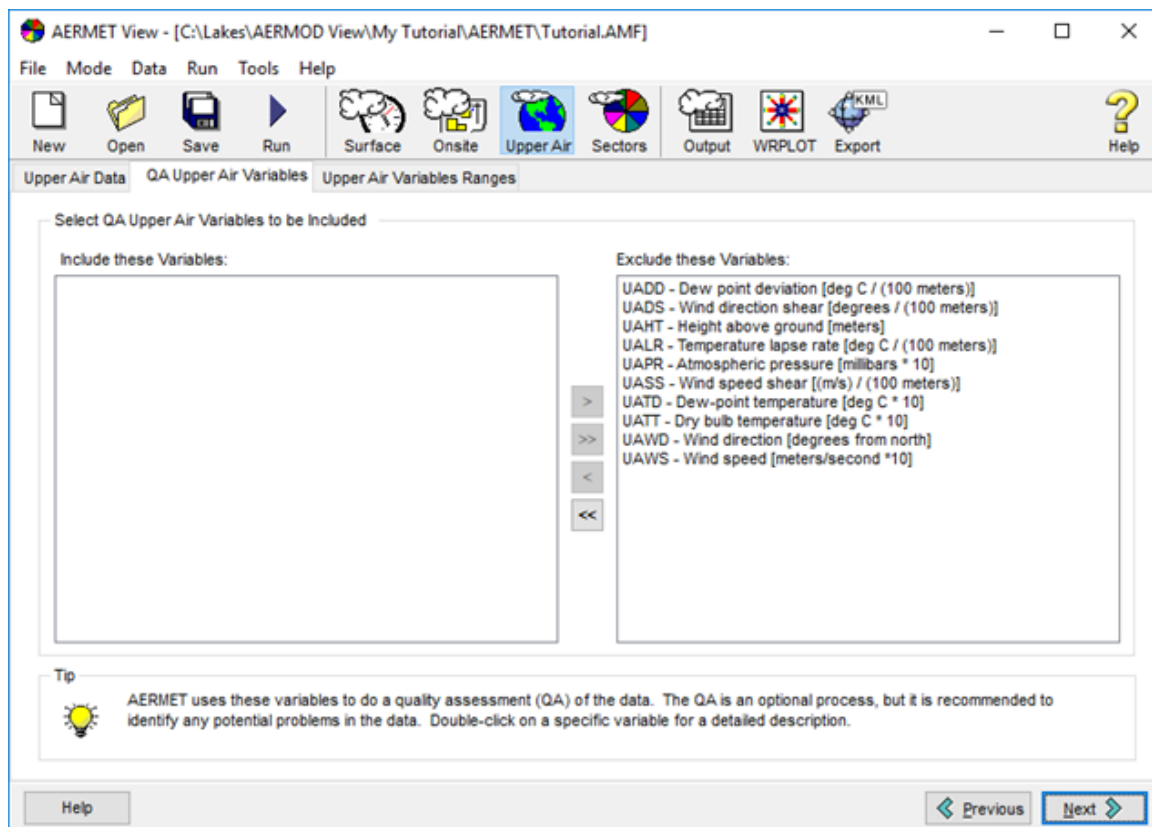 AERMET View - [C:\Lakes\AERMOD View\My Tutorial\AERMET\Tutorial.AMF]
File Mode Data Run Tools Help
KML
New Open Save Run Surface Onsite Upper Air Sectors Output WRPLOT Export Help
Upper Air Data QA Upper Air Variables Upper Air Variables Ranges
Select QA Upper Air Variables to be Included
Include these Variables: Exclude these Variables:
UADD - Dew point deviation [deg C / (100 meters)]
UADS - Wind direction shear [degrees / (100 meters)]
UAHT - Height above ground [meters]
UALR - Temperature lapse rate [deg C / (100 meters)]
UAPR - Atmospheric pressure [millibars * 10]
UASS - Wind speed shear [(m/s) / (100 meters)]
UATD - Dew-point temperature [deg C * 10]
UATT - Dry bulb temperature [deg C * 10]
UAWD - Wind direction [degrees from north]
UAWS - Wind speed [meters/second *10]
>
>>
<
<<
Tip
AERMET uses these variables to do a quality assessment (QA) of the data. The QA is an optional process, but it is recommended to
identify any potential problems in the data. Double-click on a specific variable for a detailed description.
Help Previous Next